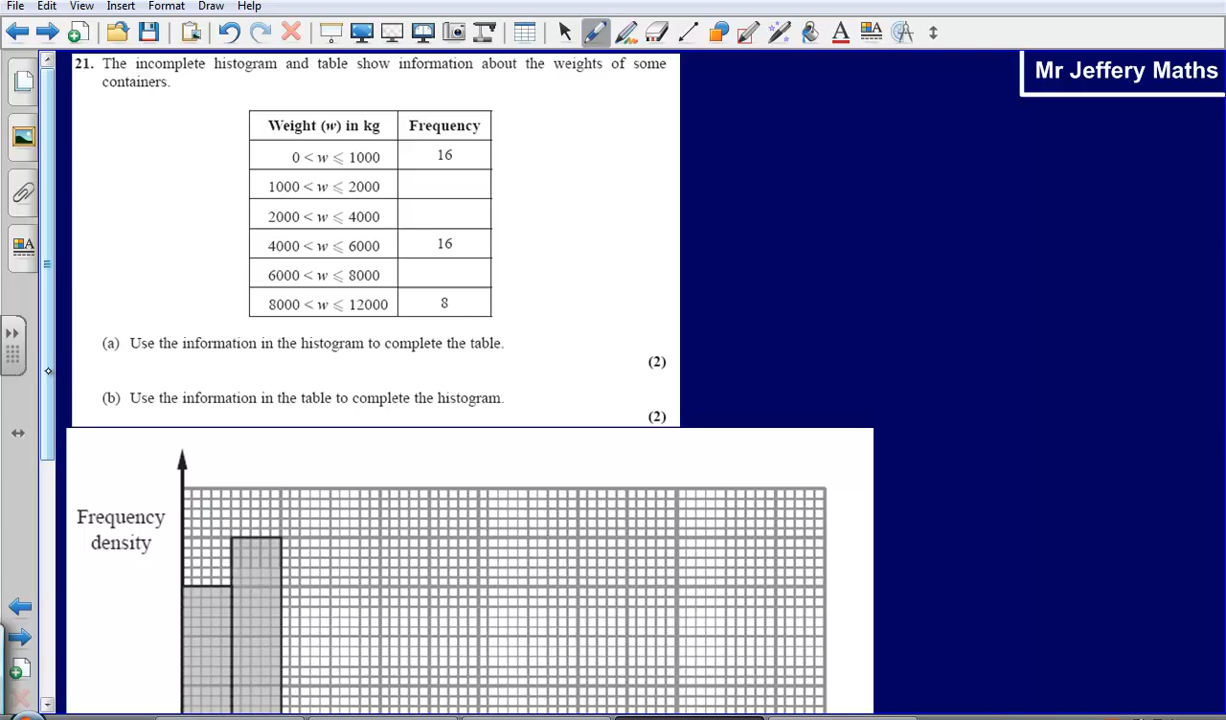 File Edit View Insert Format Draw Help
Mr Jeffery Maths
21. The incomplete histogram and table show information about the weights of some
containers.
Weight (w) in kg Frequency
0 < w ⩽ 1000 16
1000 < w ⩽ 2000
2000 < w ⩽ 4000
4000 < w ⩽ 6000 16
6000 < w ⩽ 8000
8000 < w ⩽ 12000 8
(a) Use the information in the histogram to complete the table.
(2)
(b) Use the information in the table to complete the histogram.
(2)
Frequency
density